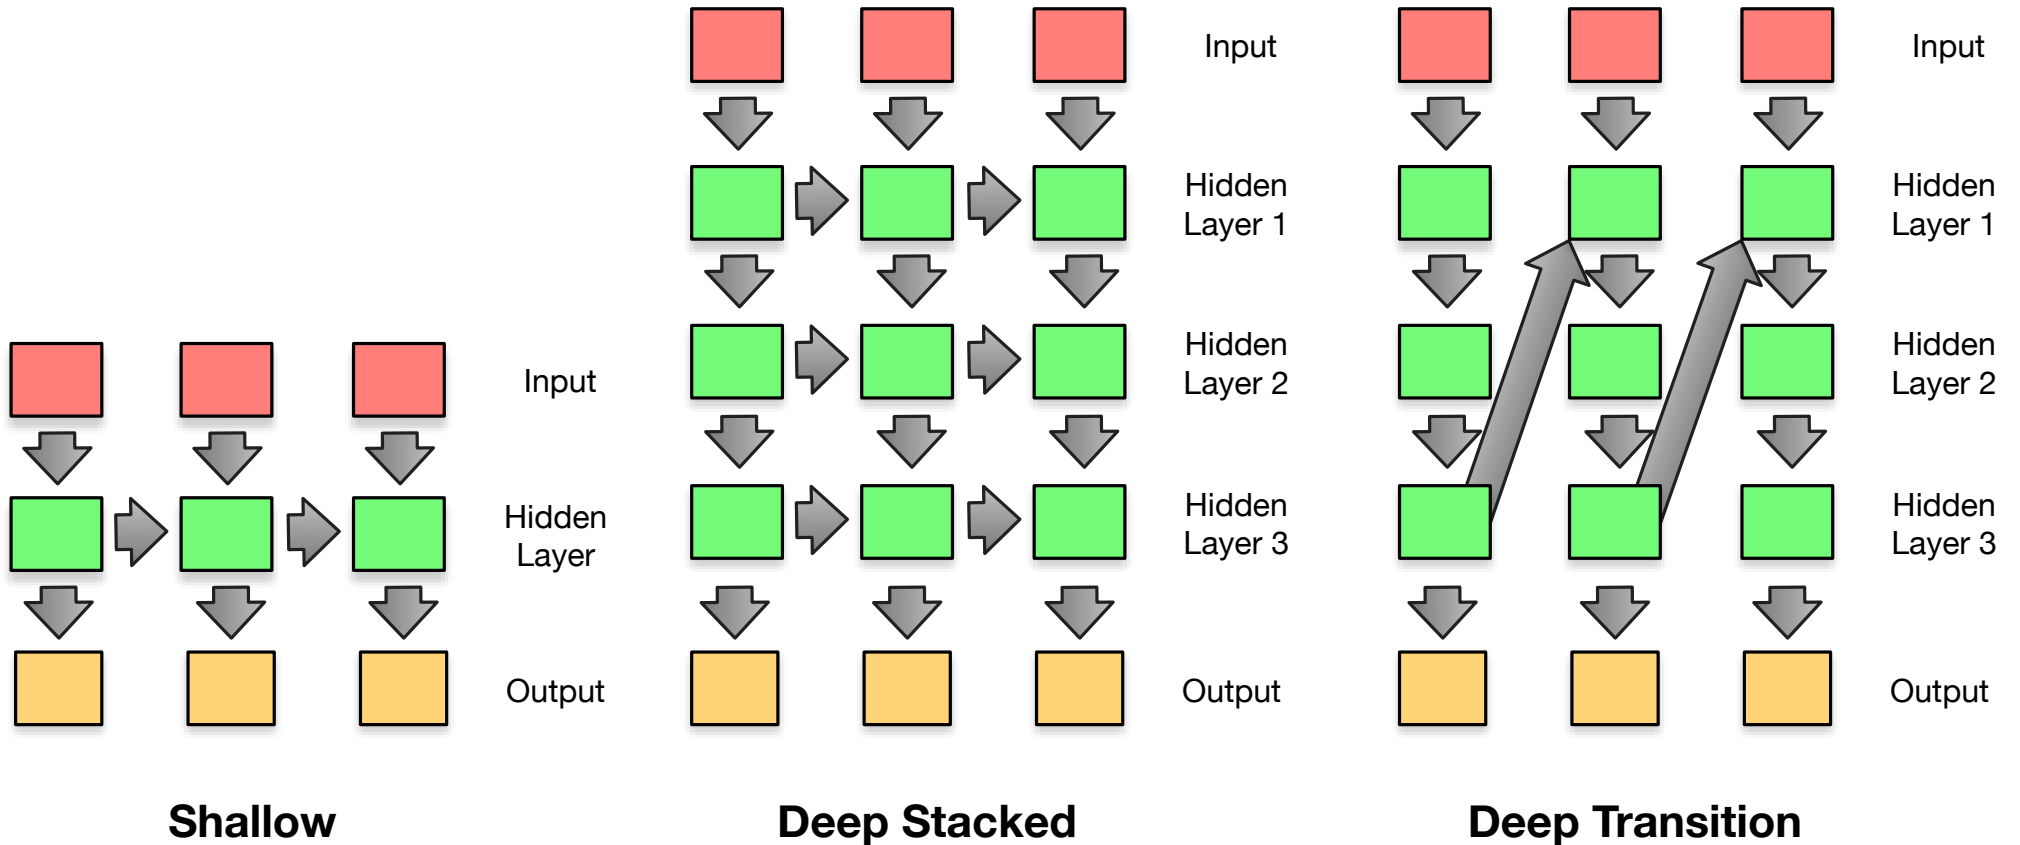 Input
Hidden
Layer
Output
Shallow
Input
Hidden
Layer 1
Hidden
Layer 2
Hidden
Layer 3
Output
Deep Stacked
Input
Hidden
Layer 1
Hidden
Layer 2
Hidden
Layer 3
Output
Deep Transition